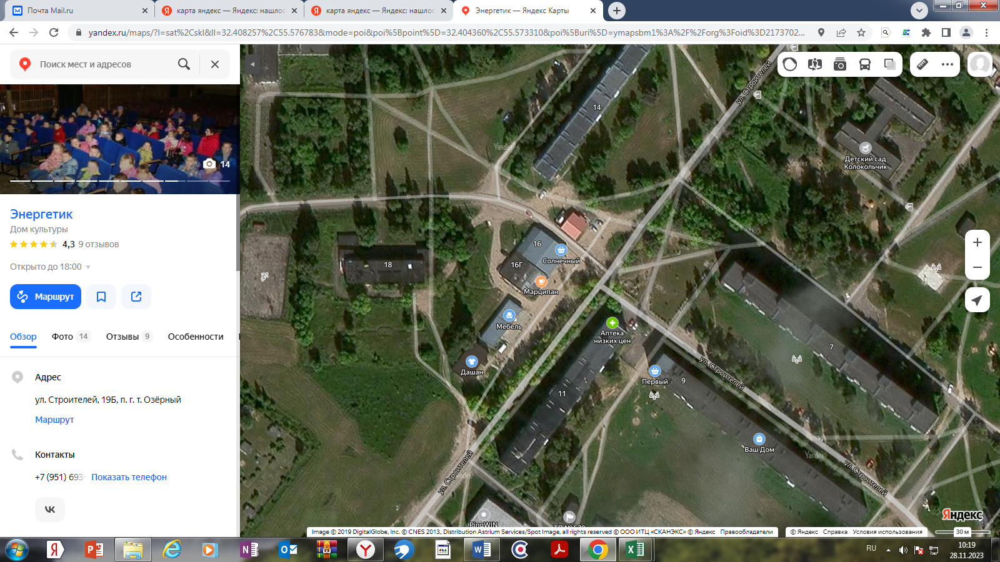 Почта Mail.ru
карта яндекс — Яндекс: нашлос
карта яндекс — Яндекс: нашлос
Энергетик — Яндекс Карты
yandex.ru/maps/?l=sat%2Cskl&ll=32.408257%2C55.576783&mode=poi&poi%5Bpoint%5D=32.404360%2C55.573310&poi%5Buri%5D=ymapsbm1%3A%2F%2Forg%3Foid%3D2173702...
Поиск мест и адресов
14
Энергетик
Дом культуры
4,3 9 отзывов
Открыто до 18:00
Маршрут
Обзор
Фото 14
Отзывы 9
Особенности
Адрес
ул. Строителей, 19Б, п. г. т. Озёрный
Маршрут
Контакты
+7 (951) 693
Показать телефон
14
ул. Строителей
Yandex
Yandex
Детский сад
Колокольчик
16
Солнечный
16Г
18
Марципан
Мебель
Аптека
низких цен
7
Дашан
ул. Строителей
Первый
9
11
Ваш Дом
Yandex
ул. Строителей
ул. Строителей
Yandex
PingWIN
Яндекс
Image © 2019 DigitalGlobe, Inc. © CNES 2013, Distribution Astrium Services/Spot Image, all rights reserved © ООО ИТЦ «СКАНЭКС» © Яндекс Правообладатели
© Яндекс Справка Условия использования
30 м
RU
10:19
28.11.2023